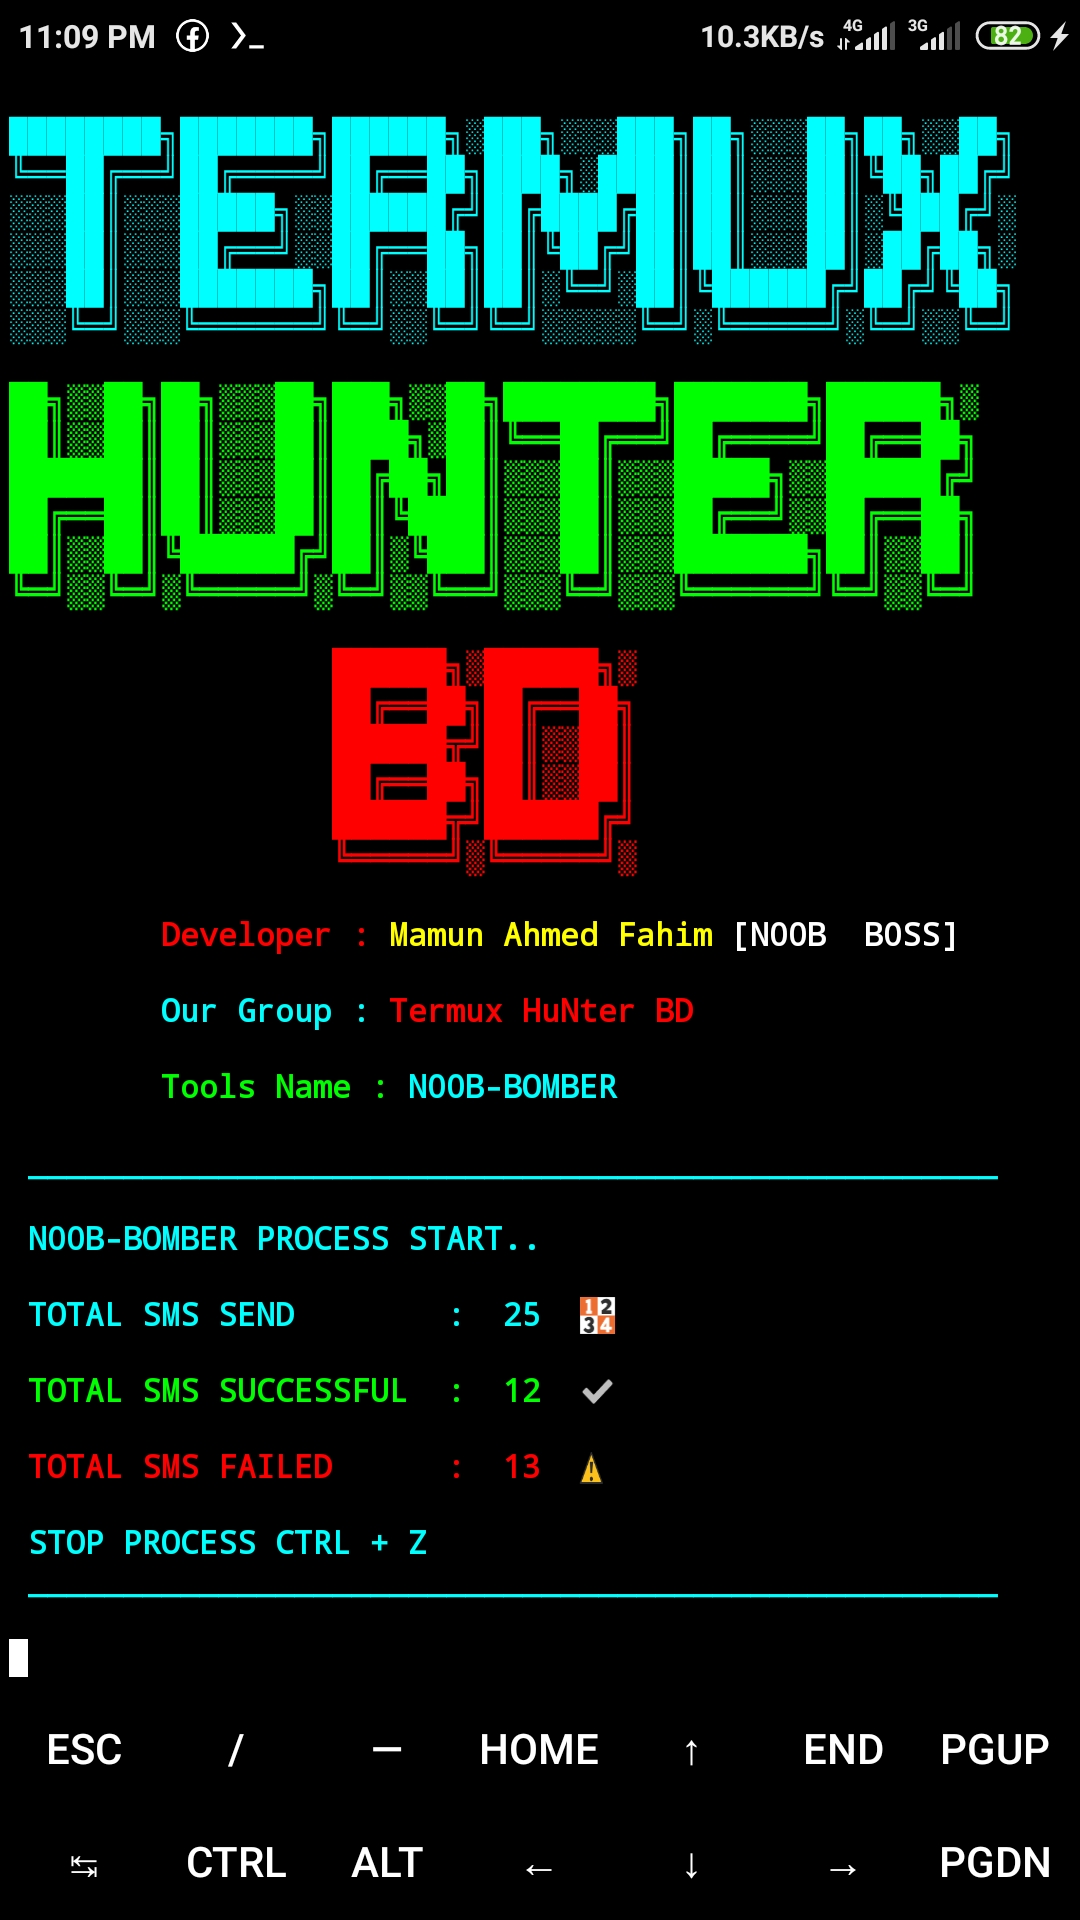 11:09 PM 10.3KB/s 4G 3G 82
TERMUX
HUNTER
BD
Developer : Mamun Ahmed Fahim [NOOB  BOSS]
Our Group : Termux HuNter BD
Tools Name : NOOB-BOMBER
NOOB-BOMBER PROCESS START..
TOTAL SMS SEND : 25 🔢
TOTAL SMS SUCCESSFUL : 12 ✔
TOTAL SMS FAILED : 13 ⚠
STOP PROCESS CTRL + Z
ESC / — HOME ↑ END PGUP
↹ CTRL ALT ← ↓ → PGDN